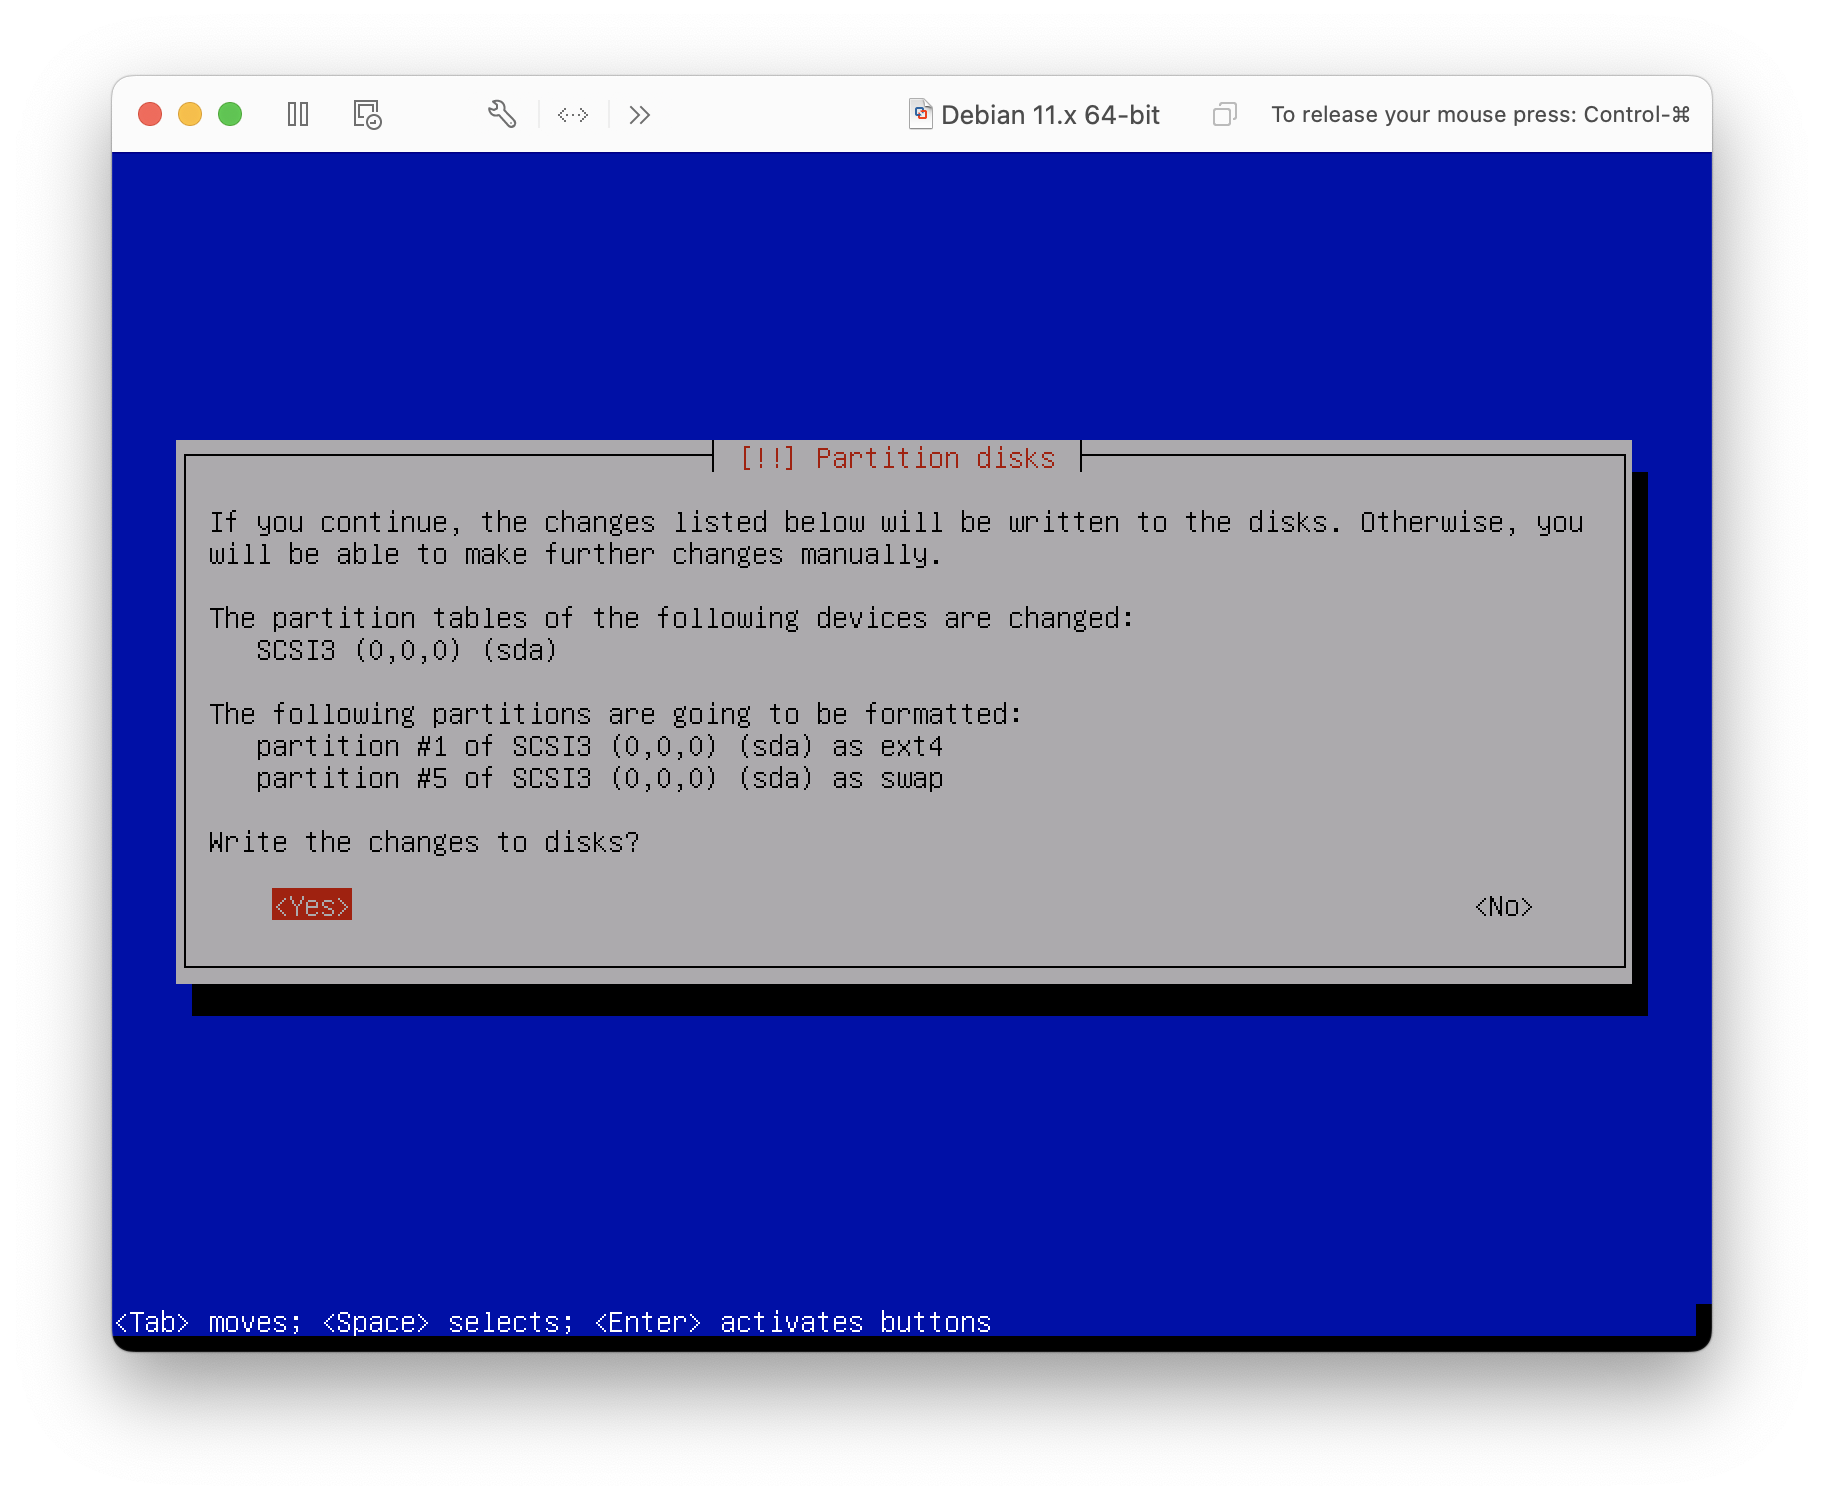 Debian 11.x 64-bit
To release your mouse press: Control-⌘
[!!] Partition disks
If you continue, the changes listed below will be written to the disks. Otherwise, you
will be able to make further changes manually.
The partition tables of the following devices are changed:
SCSI3 (0,0,0) (sda)
The following partitions are going to be formatted:
partition #1 of SCSI3 (0,0,0) (sda) as ext4
partition #5 of SCSI3 (0,0,0) (sda) as swap
Write the changes to disks?
<Yes>
<No>
<Tab> moves; <Space> selects; <Enter> activates buttons